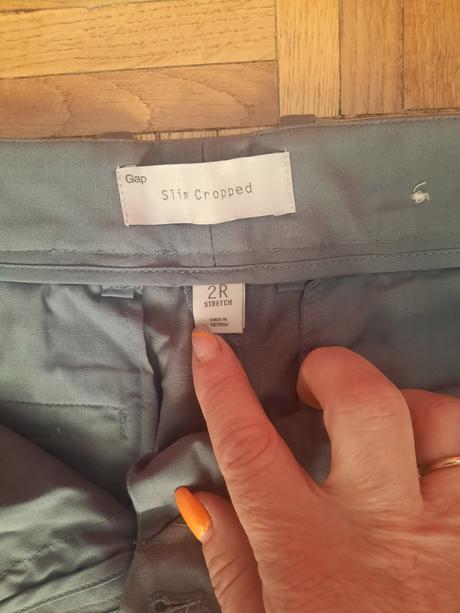 Gap
Slim Cropped
2R
STRETCH
MADE IN
VIETNAM